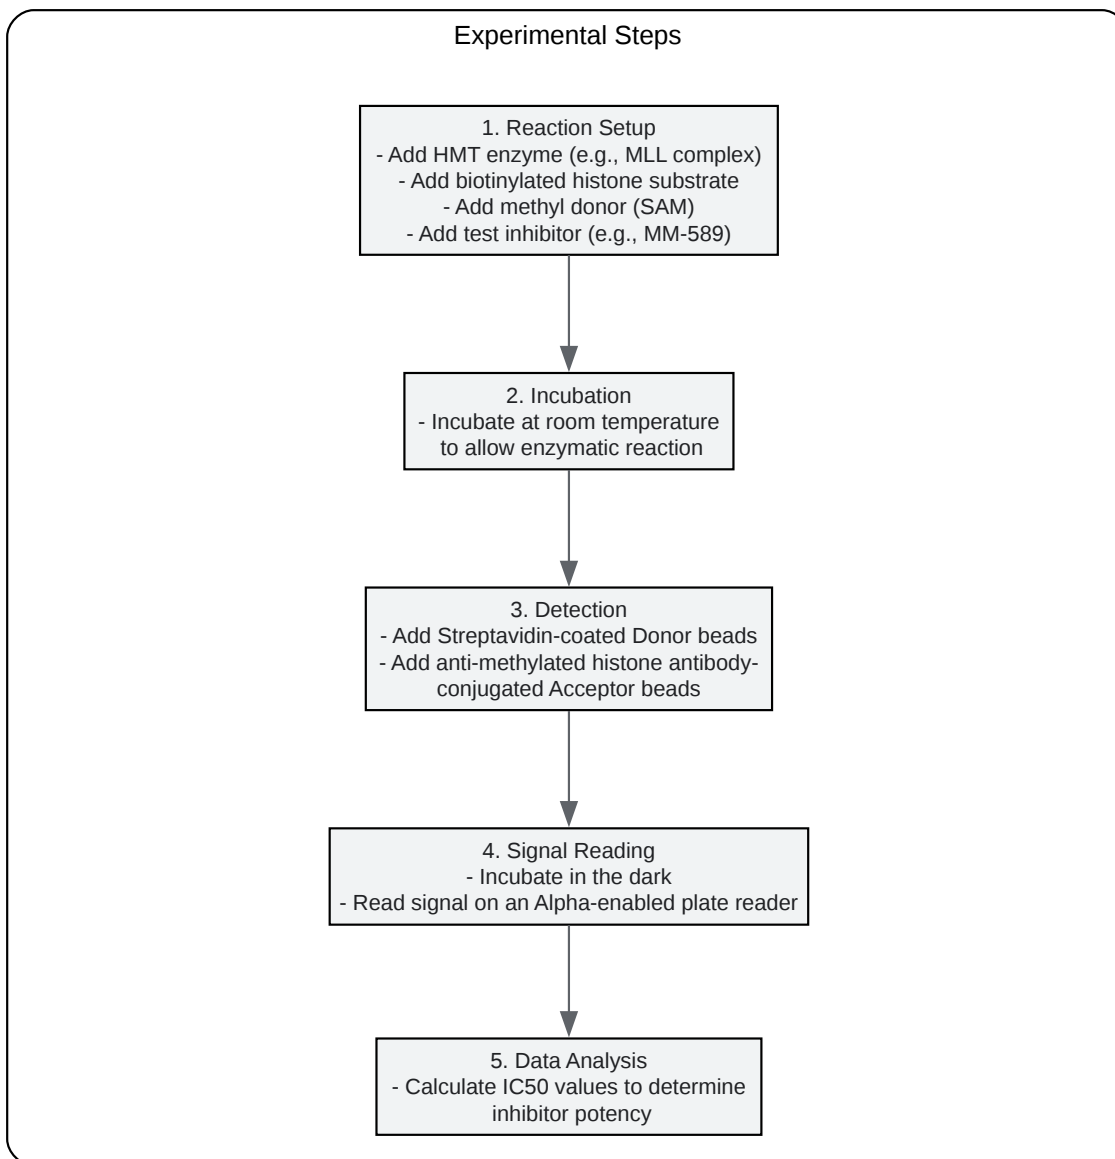 Experimental Steps
1. Reaction Setup
- Add HMT enzyme (e.g., MLL complex)
- Add biotinylated histone substrate
- Add methyl donor (SAM)
- Add test inhibitor (e.g., MM-589)
2. Incubation
- Incubate at room temperature
to allow enzymatic reaction
3. Detection
- Add Streptavidin-coated Donor beads
- Add anti-methylated histone antibody-
conjugated Acceptor beads
4. Signal Reading
- Incubate in the dark
- Read signal on an Alpha-enabled plate reader
5. Data Analysis
- Calculate IC50 values to determine
inhibitor potency